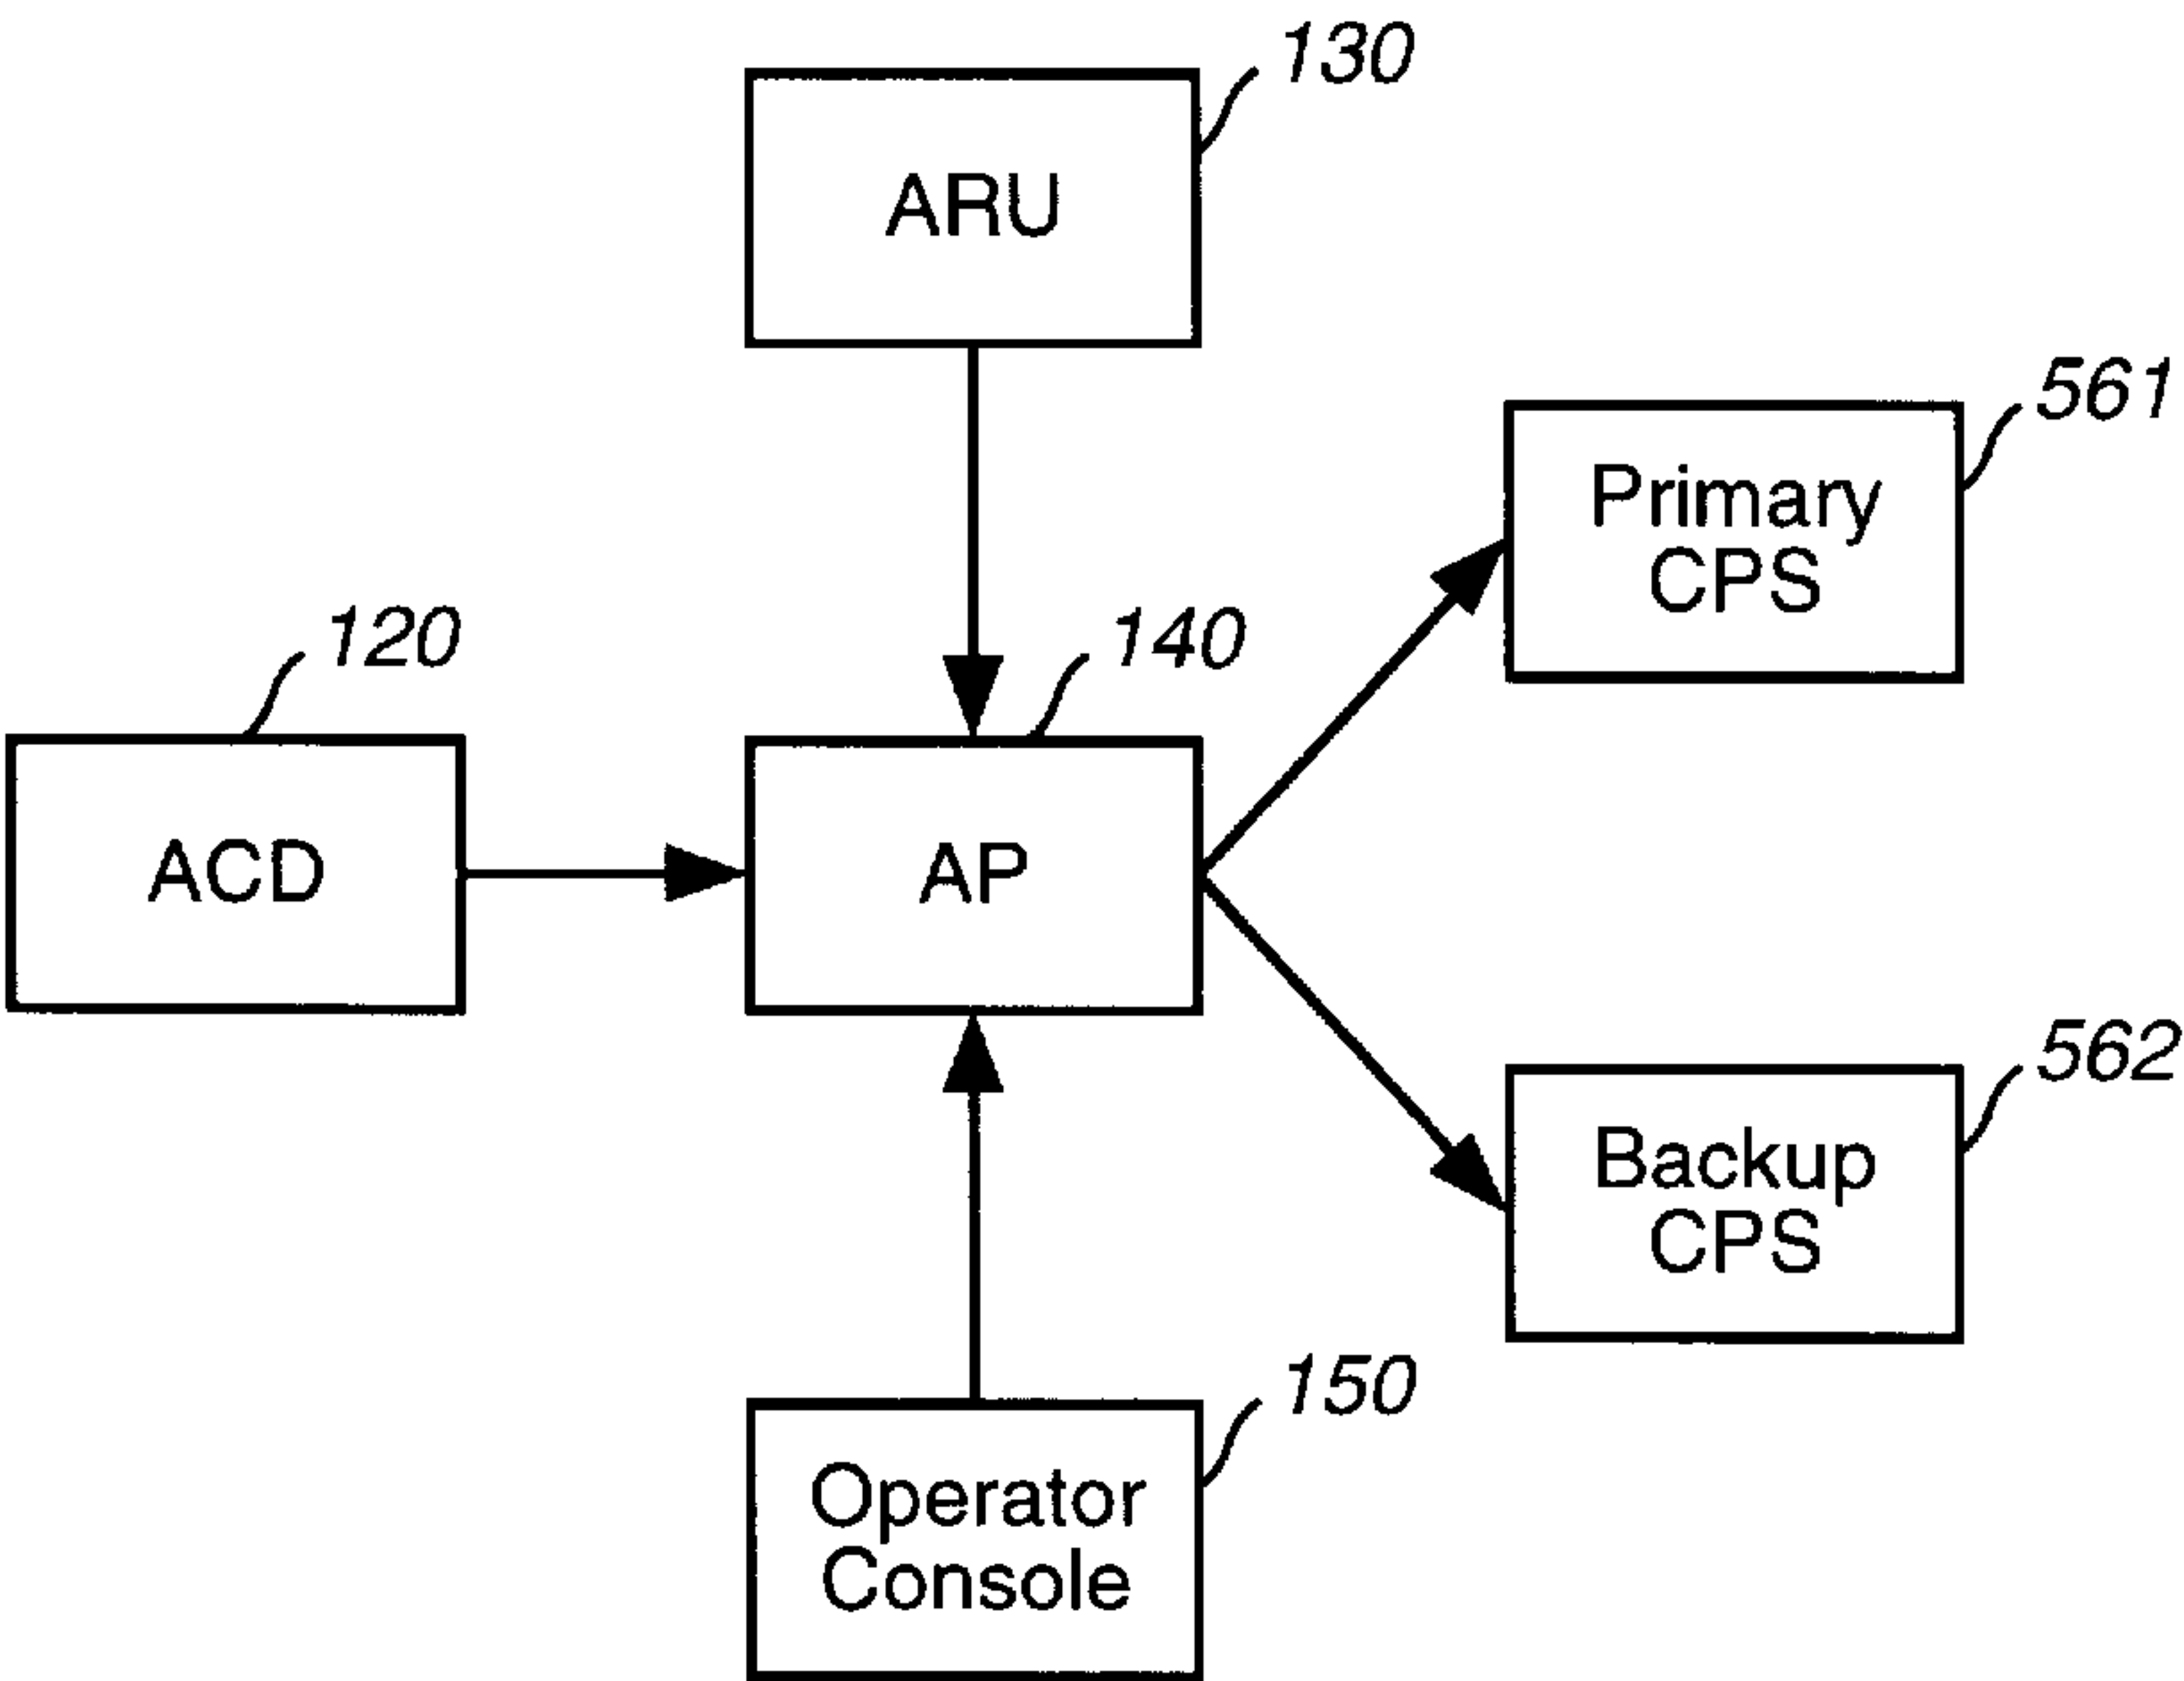 130
ARU
561
Primary
CPS
120
140
ACD
AP
562
Backup
CPS
150
Operator
Console